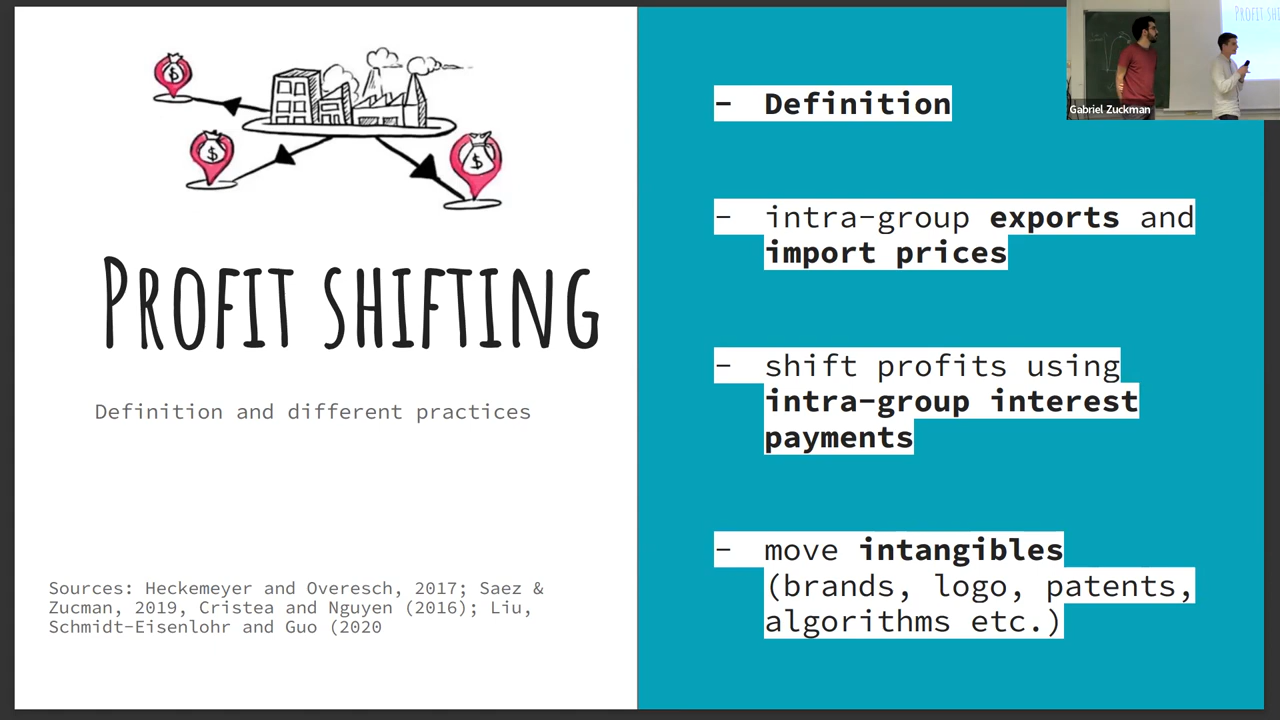 PROFIT SHIFTING
Definition and different practices
Sources: Heckemeyer and Overesch, 2017; Saez &
Zucman, 2019, Cristea and Nguyen (2016); Liu,
Schmidt-Eisenlohr and Guo (2020
- Definition
- intra-group exports and
import prices
- shift profits using
intra-group interest
payments
- move intangibles
(brands, logo, patents,
algorithms etc.)
Gabriel Zuckman
PROFIT SHI
$
$
$